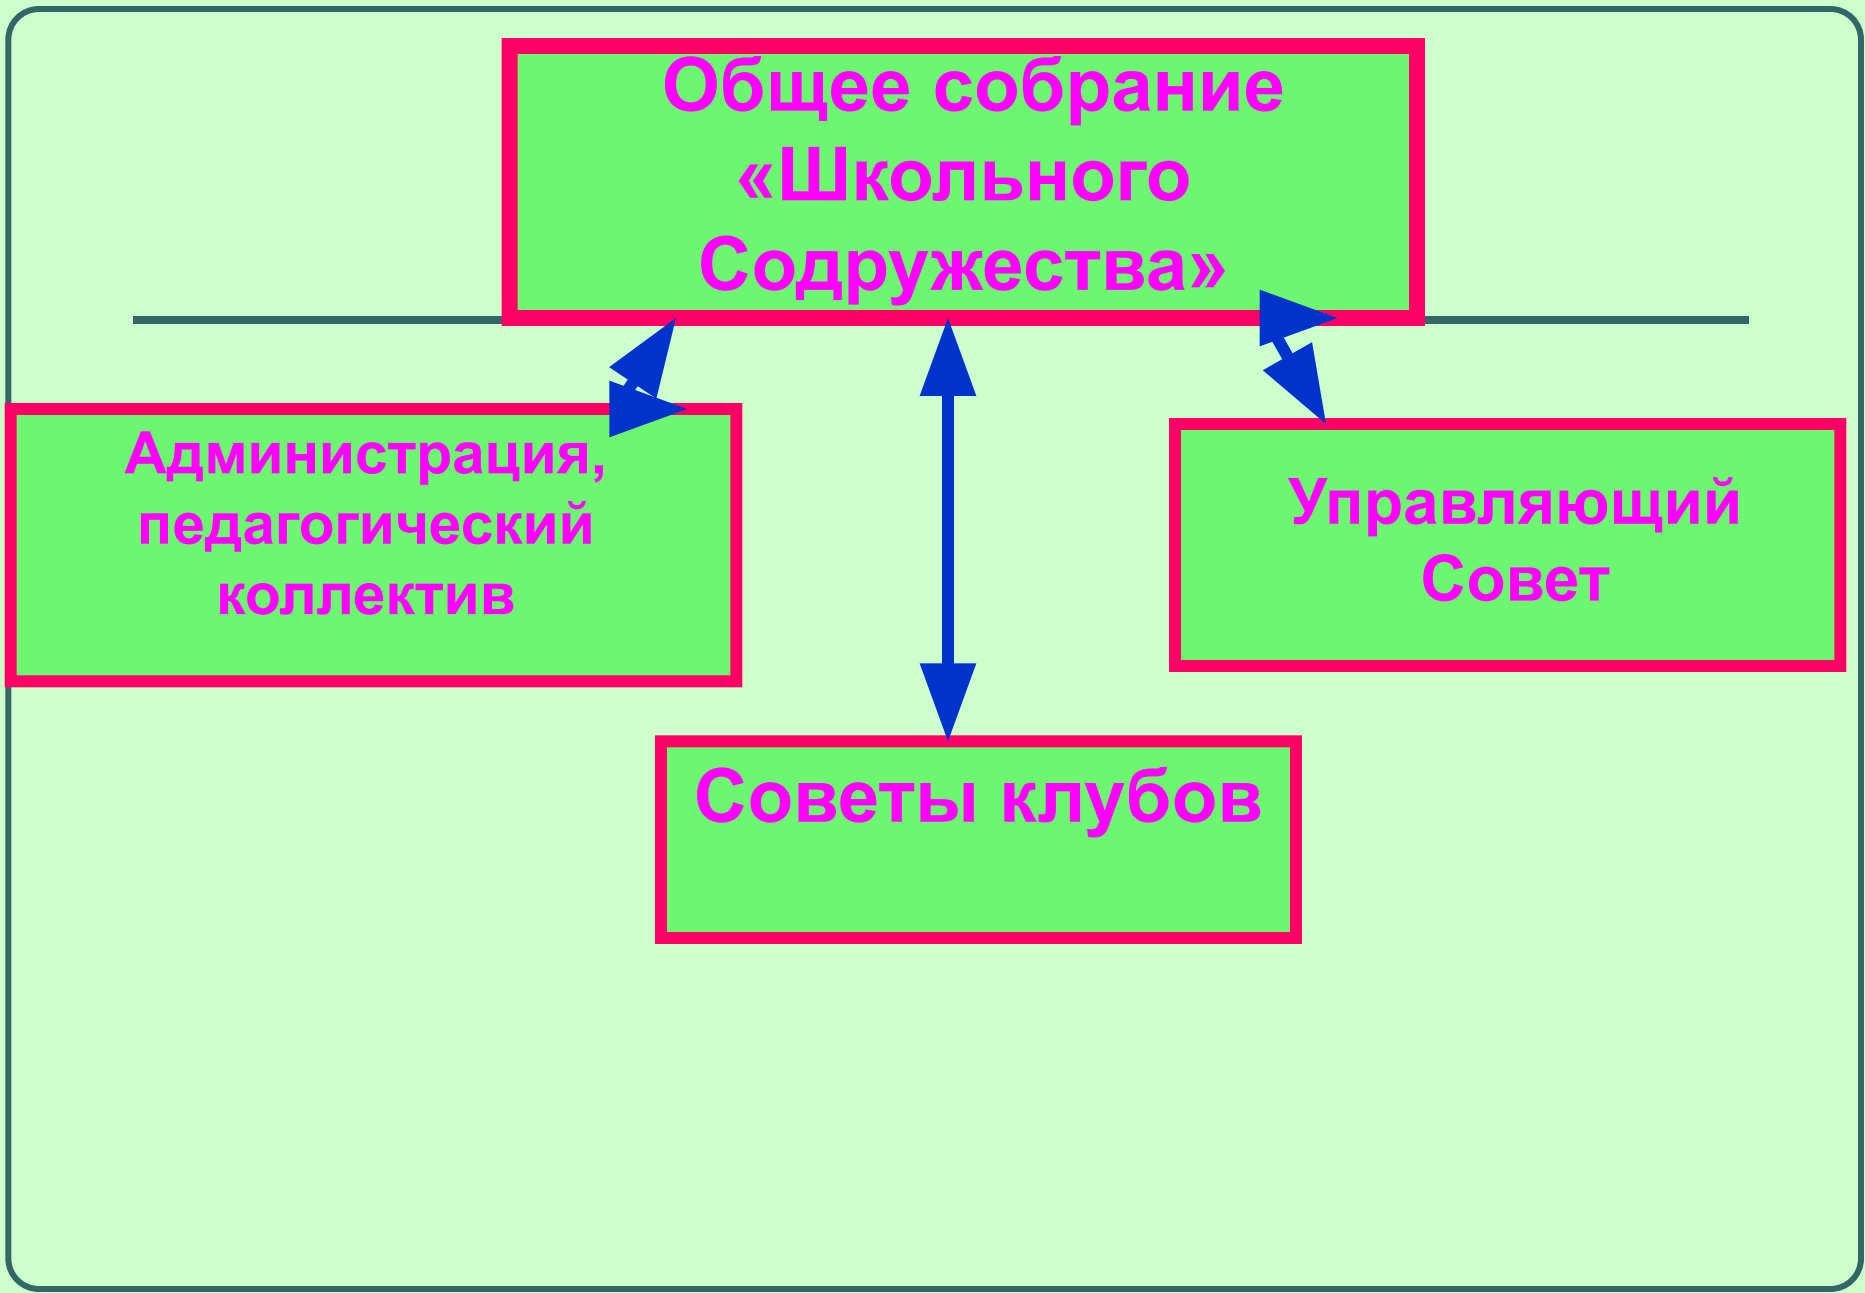 Общее собрание
«Школьного
Содружества»
Администрация,
педагогический
коллектив
Управляющий
Совет
Советы клубов